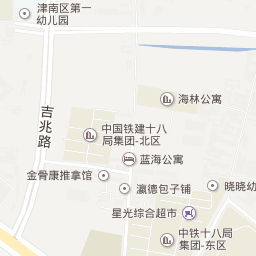 津南区第一
幼儿园
海林公寓
吉兆路
中国铁建十八
局集团-北区
蓝海公寓
金骨康推拿馆
瀛德包子铺
晓晓幼
星光综合超市
中铁十八局
集团-东区